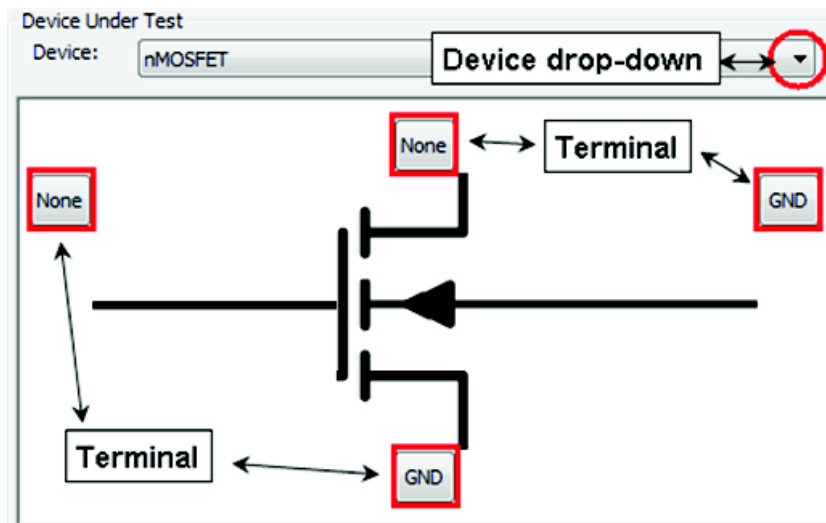 Device Under Test
Device:
nMOSFET
Device drop-down
None
Terminal
None
GND
Terminal
GND